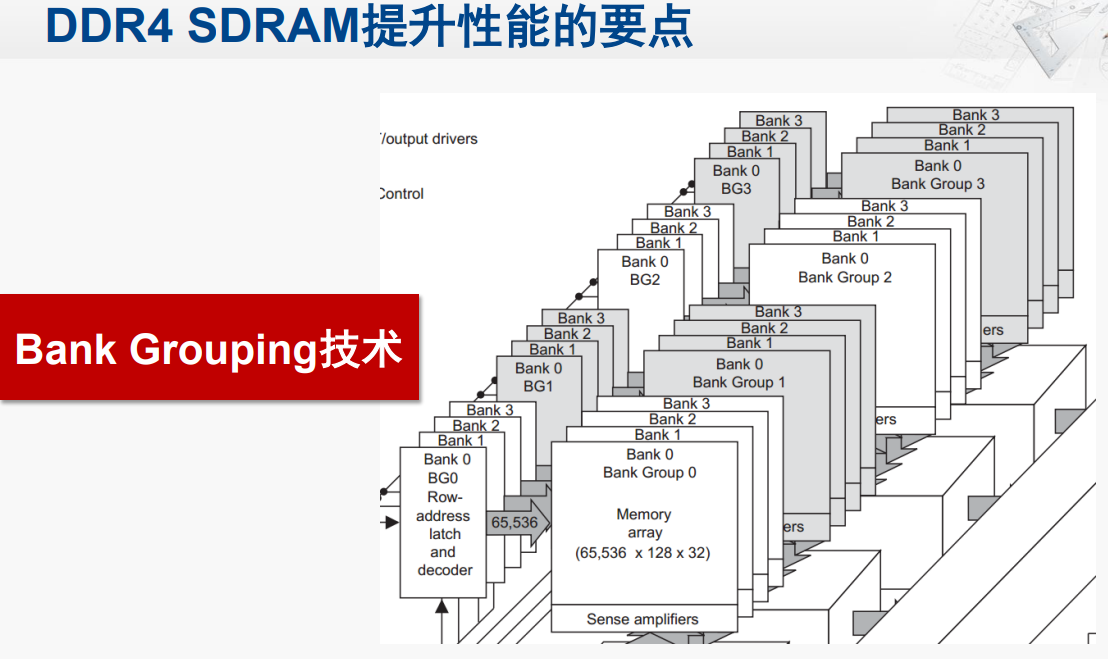 DDR4 SDRAM提升性能的要点
/output drivers
Control
Bank Grouping技术
Bank 3
Bank 2
Bank 1
Bank 0
Bank Group 3
Bank 3
Bank 2
Bank 1
Bank 0
BG3
Bank 3
Bank 2
Bank 1
Bank 0
Bank Group 2
Bank 3
Bank 2
Bank 1
Bank 0
BG2
Bank 3
Bank 2
Bank 1
Bank 0
Bank Group 1
Bank 3
Bank 2
Bank 1
Bank 0
BG1
Bank 3
Bank 2
Bank 1
Bank 0
Bank Group 0
Memory
array
(65,536 x 128 x 32)
Sense amplifiers
Bank 3
Bank 2
Bank 1
Bank 0
BG0
Row-
address
latch
and
decoder
65,536
ers
ers
ers